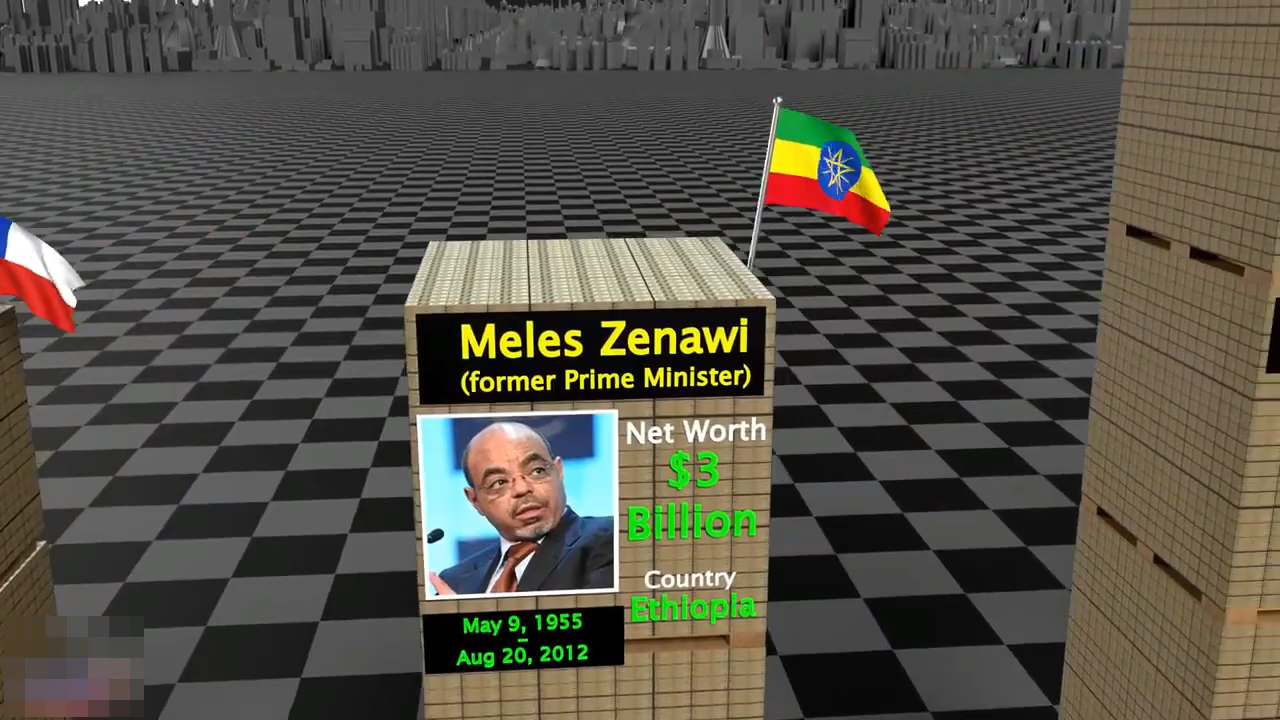 Meles Zenawi
(former Prime Minister)
Net Worth
$3
Billion
Country
Ethiopia
May 9, 1955
–
Aug 20, 2012